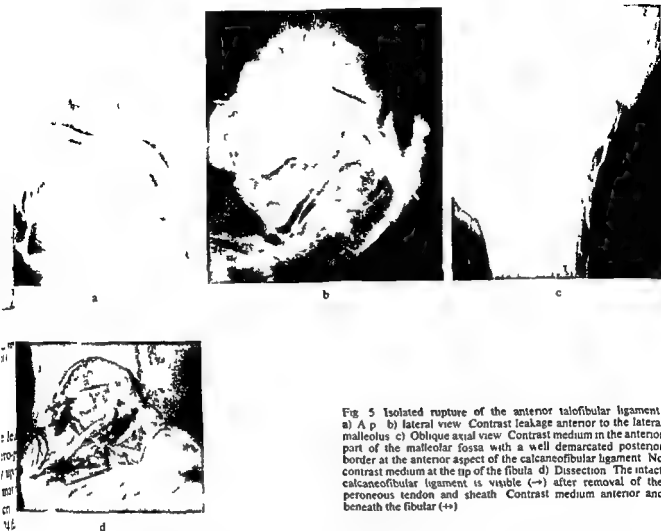 a
b
c
d
Fig 5 Isolated rupture of the anterior talofibular ligament
a) A p b) lateral view Contrast leakage anterior to the lateral
malleolus c) Oblique axial view Contrast medium in the anterior
part of the malleolar fossa with a well demarcated posterior
border at the anterior aspect of the calcaneofibular ligament No
contrast medium at the tip of the fibula d) Dissection The intact
calcaneofibular ligament is visible (→) after removal of the
peroneous tendon and sheath Contrast medium anterior and
beneath the fibular (↔)